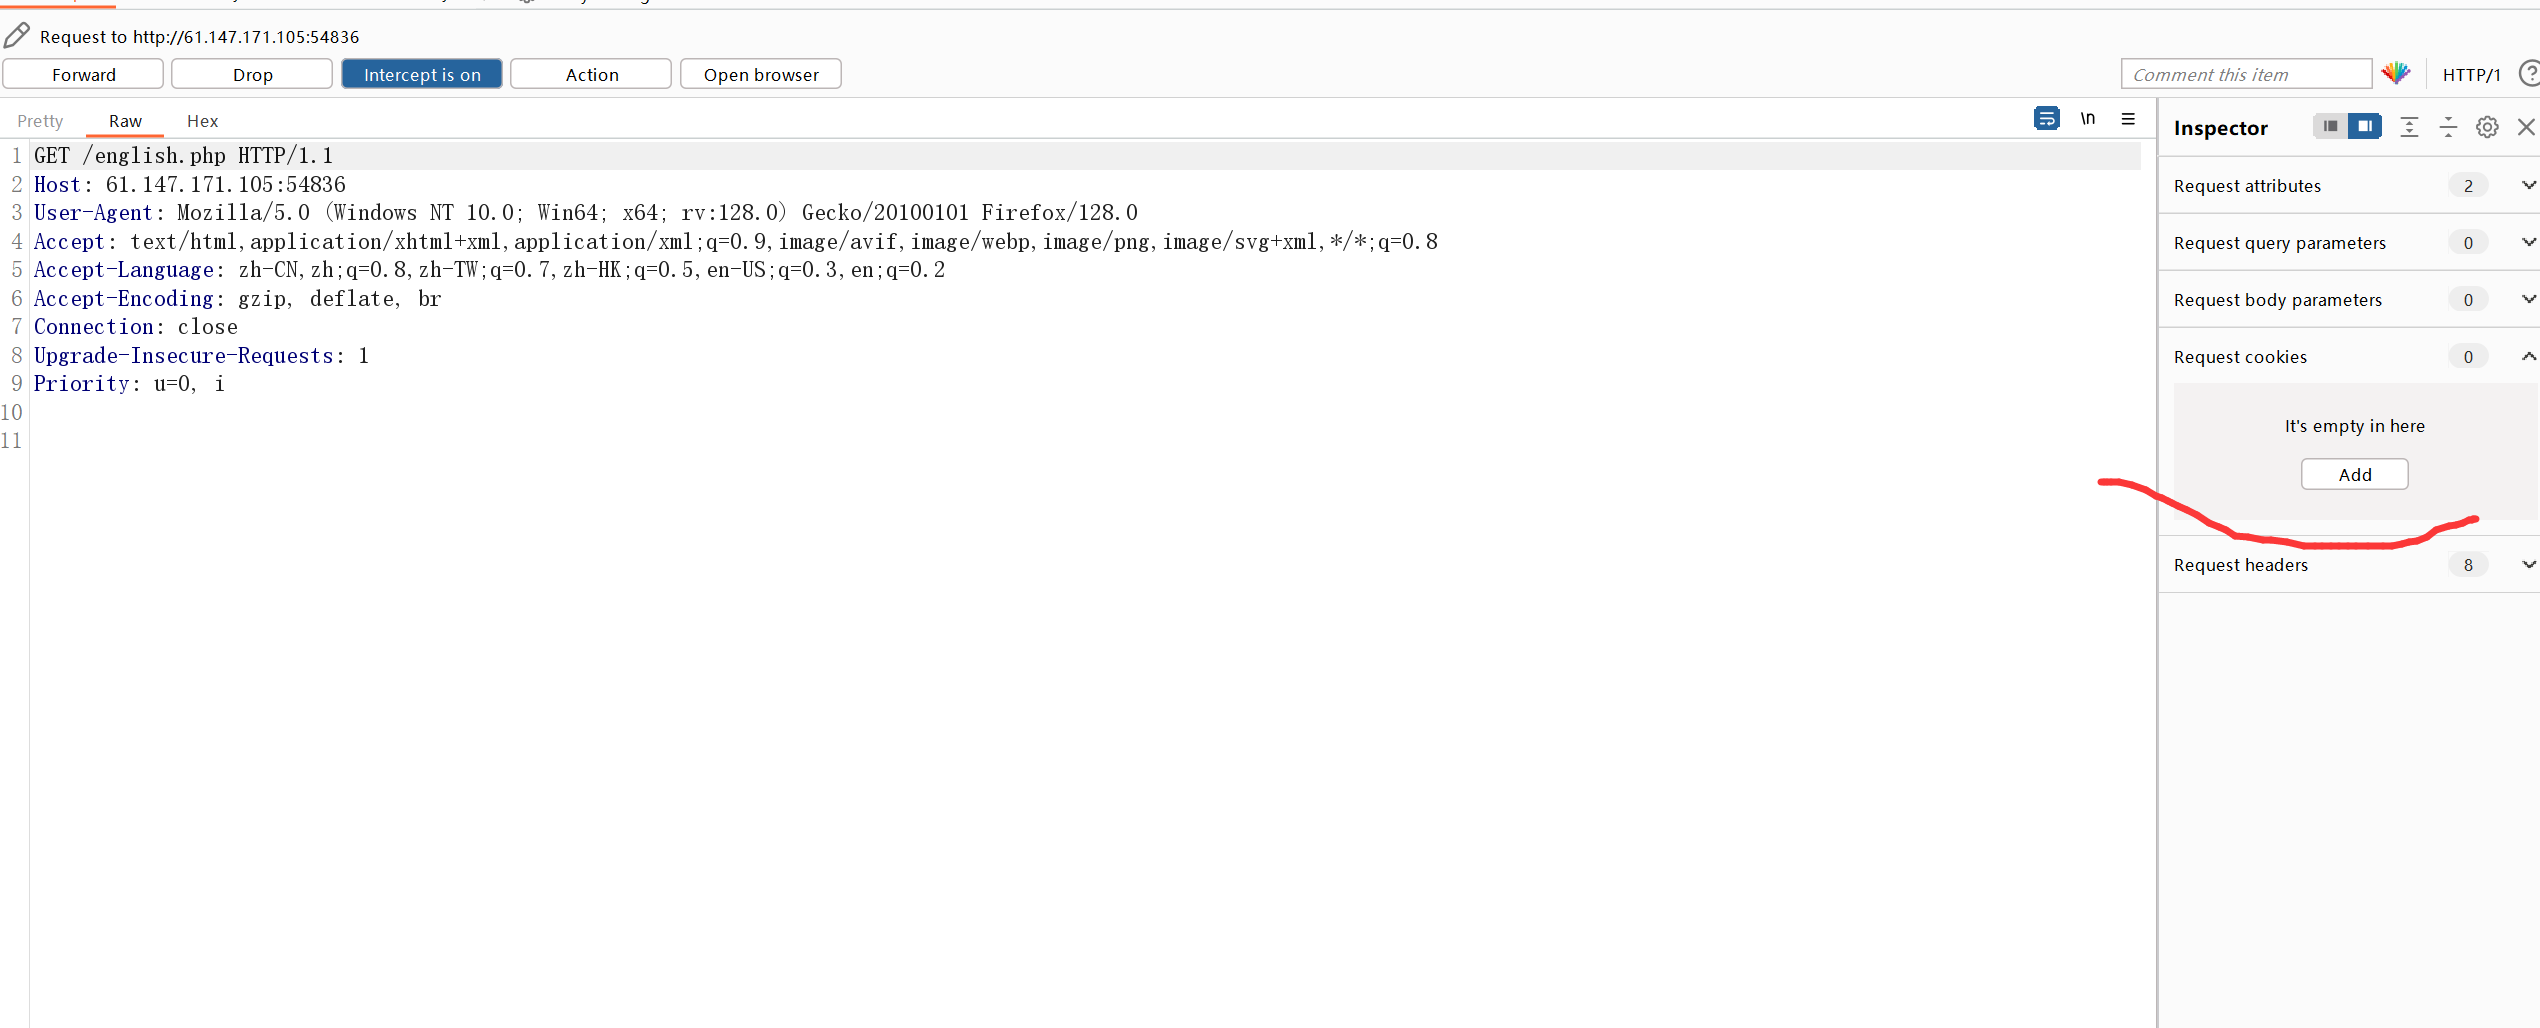 Request to http://61.147.171.105:54836
Forward Drop Intercept is on Action Open browser Comment this item HTTP/1 ?
Pretty Raw Hex \n
1 GET /english.php HTTP/1.1
2 Host: 61.147.171.105:54836
3 User-Agent: Mozilla/5.0 (Windows NT 10.0; Win64; x64; rv:128.0) Gecko/20100101 Firefox/128.0
4 Accept: text/html,application/xhtml+xml,application/xml;q=0.9,image/avif,image/webp,image/png,image/svg+xml,*/*;q=0.8
5 Accept-Language: zh-CN,zh;q=0.8,zh-TW;q=0.7,zh-HK;q=0.5,en-US;q=0.3,en;q=0.2
6 Accept-Encoding: gzip, deflate, br
7 Connection: close
8 Upgrade-Insecure-Requests: 1
9 Priority: u=0, i
10
11
Inspector
Request attributes 2
Request query parameters 0
Request body parameters 0
Request cookies 0
It's empty in here
Add
Request headers 8